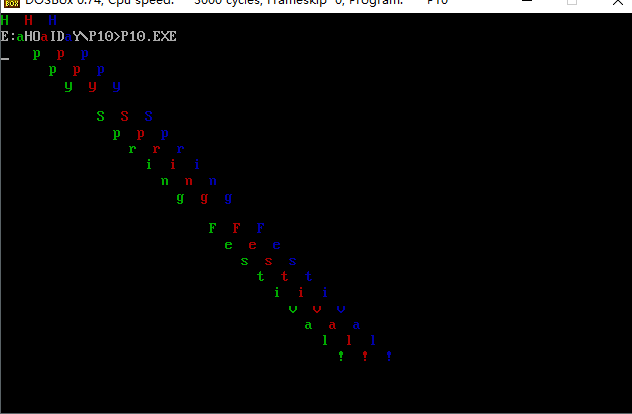 DOSBox 0.74, Cpu speed: 3000 cycles, Frameskip 0, Program: P10
H H H
E:aHOaIDaY\P10>P10.EXE
p p p
p p p
y y y
S S S
p p p
r r r
i i i
n n n
g g g
F F F
e e e
s s s
t t t
i i i
v v v
a a a
l l l
! ! !